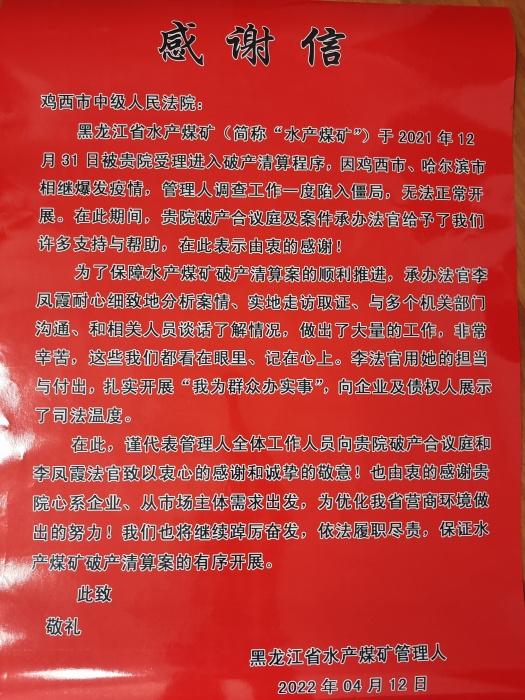 感谢信
鸡西市中级人民法院：
黑龙江省水产煤矿（简称“水产煤矿”）于 2021 年 12
月 31 日被贵院受理进入破产清算程序，因鸡西市、哈尔滨市
相继爆发疫情，管理人调查工作一度陷入僵局，无法正常开
展。在此期间，贵院破产合议庭及案件承办法官给予了我们
许多支持与帮助，在此表示由衷的感谢！
为了保障水产煤矿破产清算案的顺利推进，承办法官李
凤霞耐心细致地分析案情、实地走访取证、与多个机关部门
沟通、和相关人员谈话了解情况，做出了大量的工作，非常
辛苦，这些我们都看在眼里、记在心上。李法官用她的担当
与付出，扎实开展“我为群众办实事”，向企业及债权人展示
了司法温度。
在此，谨代表管理人全体工作人员向贵院破产合议庭和
李凤霞法官致以衷心的感谢和诚挚的敬意！也由衷的感谢贵
院心系企业、从市场主体需求出发，为优化我省营商环境做
出的努力！我们也将继续踔厉奋发，依法履职尽责，保证水
产煤矿破产清算案的有序开展。
此致
敬礼
黑龙江省水产煤矿管理人
2022 年 04 月 12 日